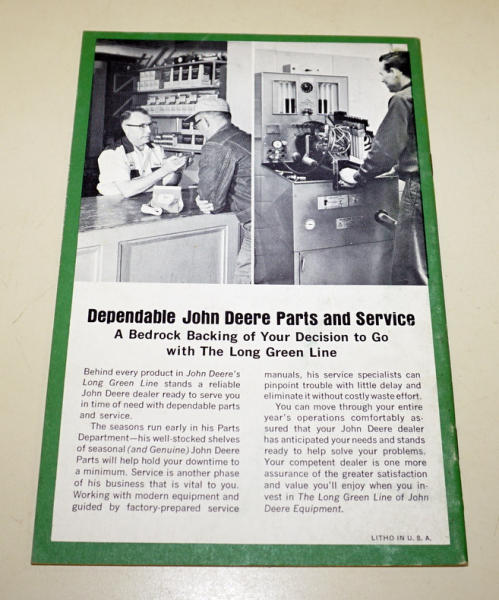 Dependable John Deere Parts and Service
A Bedrock Backing of Your Decision to Go
with The Long Green Line
Behind every product in John Deere's
Long Green Line stands a reliable
John Deere dealer ready to serve you
in time of need with dependable parts
and service.
The seasons run early in his Parts
Department—his well-stocked shelves
of seasonal (and Genuine) John Deere
Parts will help hold your downtime to
a minimum. Service is another phase
of his business that is vital to you.
Working with modern equipment and
guided by factory-prepared service
manuals, his service specialists can
pinpoint trouble with little delay and
eliminate it without costly waste effort.
You can move through your entire
year's operations comfortably as-
sured that your John Deere dealer
has anticipated your needs and stands
ready to help solve your problems.
Your competent dealer is one more
assurance of the greater satisfaction
and value you'll enjoy when you in-
vest in The Long Green Line of John
Deere Equipment.
LITHO IN U. S. A.